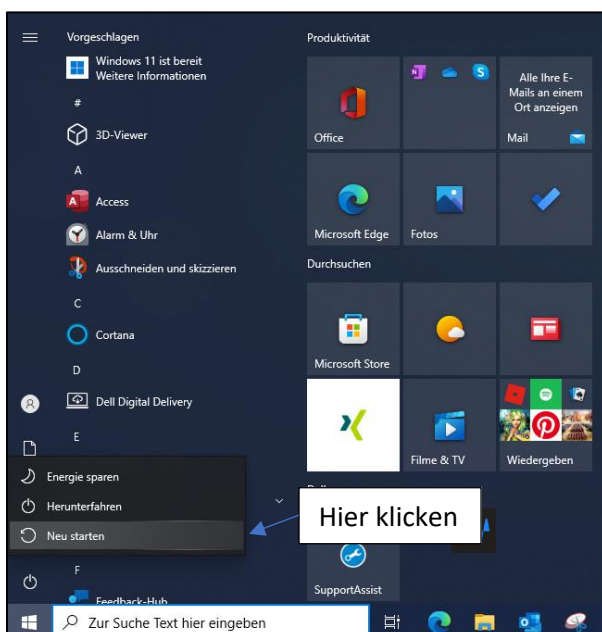 Vorgeschlagen
Windows 11 ist bereit
Weitere Informationen
#
3D-Viewer
A
Access
Alarm & Uhr
Ausschneiden und skizzieren
C
Cortana
D
Dell Digital Delivery
E
Energie sparen
Herunterfahren
Neu starten
F
Feedback-Hub
Zur Suche Text hier eingeben
Produktivität
Office
Alle Ihre E-
Mails an einem
Ort anzeigen
Mail
Microsoft Edge
Fotos
Durchsuchen
Microsoft Store
Filme & TV
Wiedergeben
Hier klicken
SupportAssist